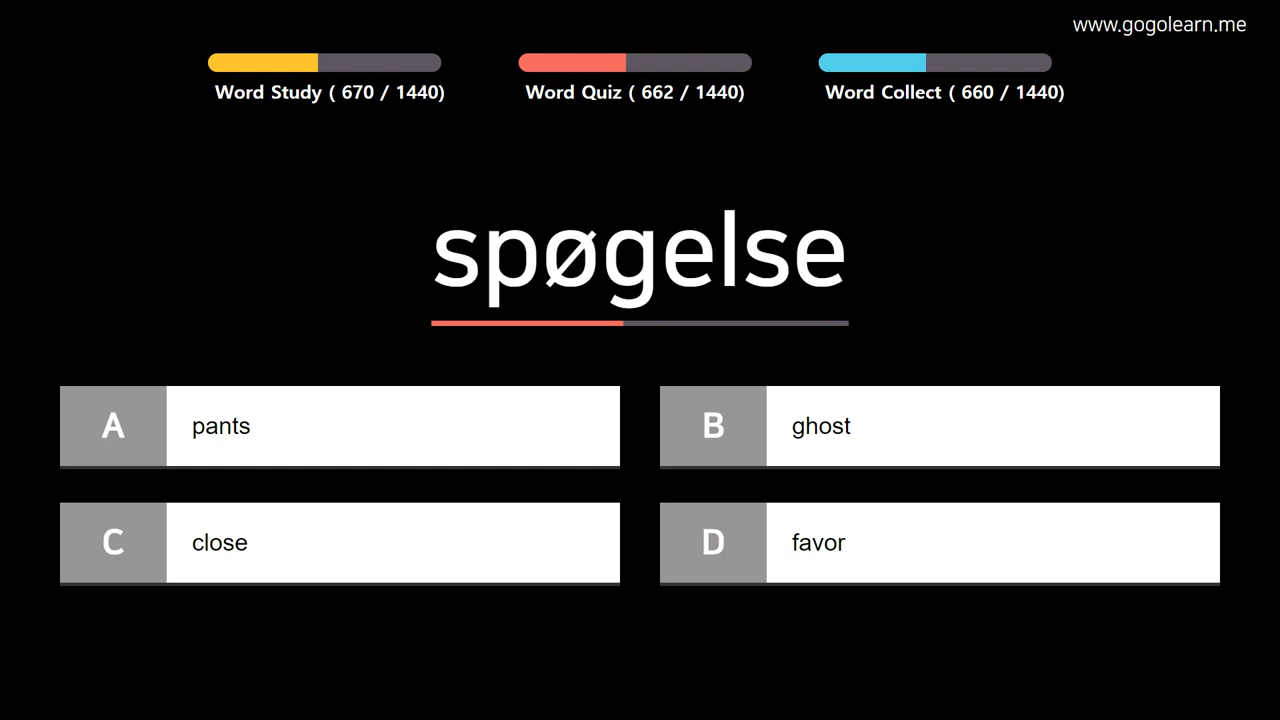 www.gogolearn.me
Word Study ( 670 / 1440)
Word Quiz ( 662 / 1440)
Word Collect ( 660 / 1440)
spøgelse
A pants
B ghost
C close
D favor